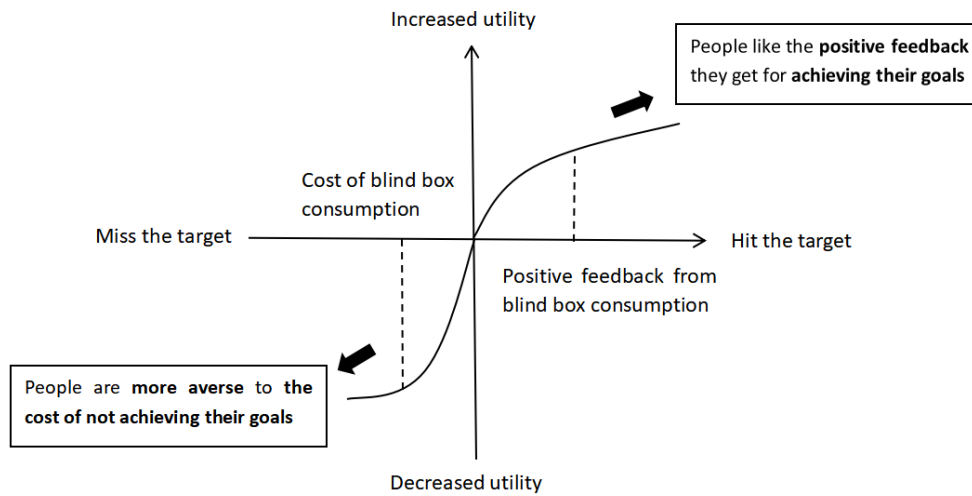 Increased utility
People like the positive feedback
they get for achieving their goals
Cost of blind box
consumption
Miss the target
Hit the target
Positive feedback from
blind box consumption
People are more averse to the
cost of not achieving their goals
Decreased utility